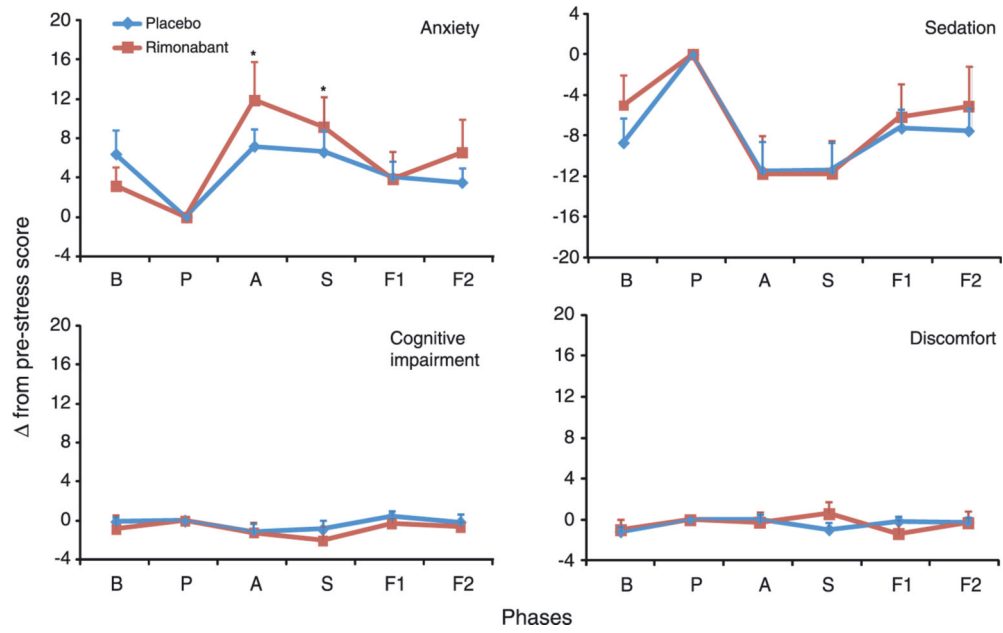 Placebo
Rimonabant
Anxiety
20
16
12
8
4
0
-4
*
*
B P A S F1 F2
Sedation
4
0
-4
-8
-12
-16
-20
B P A S F1 F2
Δ from pre-stress score
Cognitive
impairment
20
16
12
8
4
0
-4
B P A S F1 F2
Discomfort
20
16
12
8
4
0
-4
B P A S F1 F2
Phases